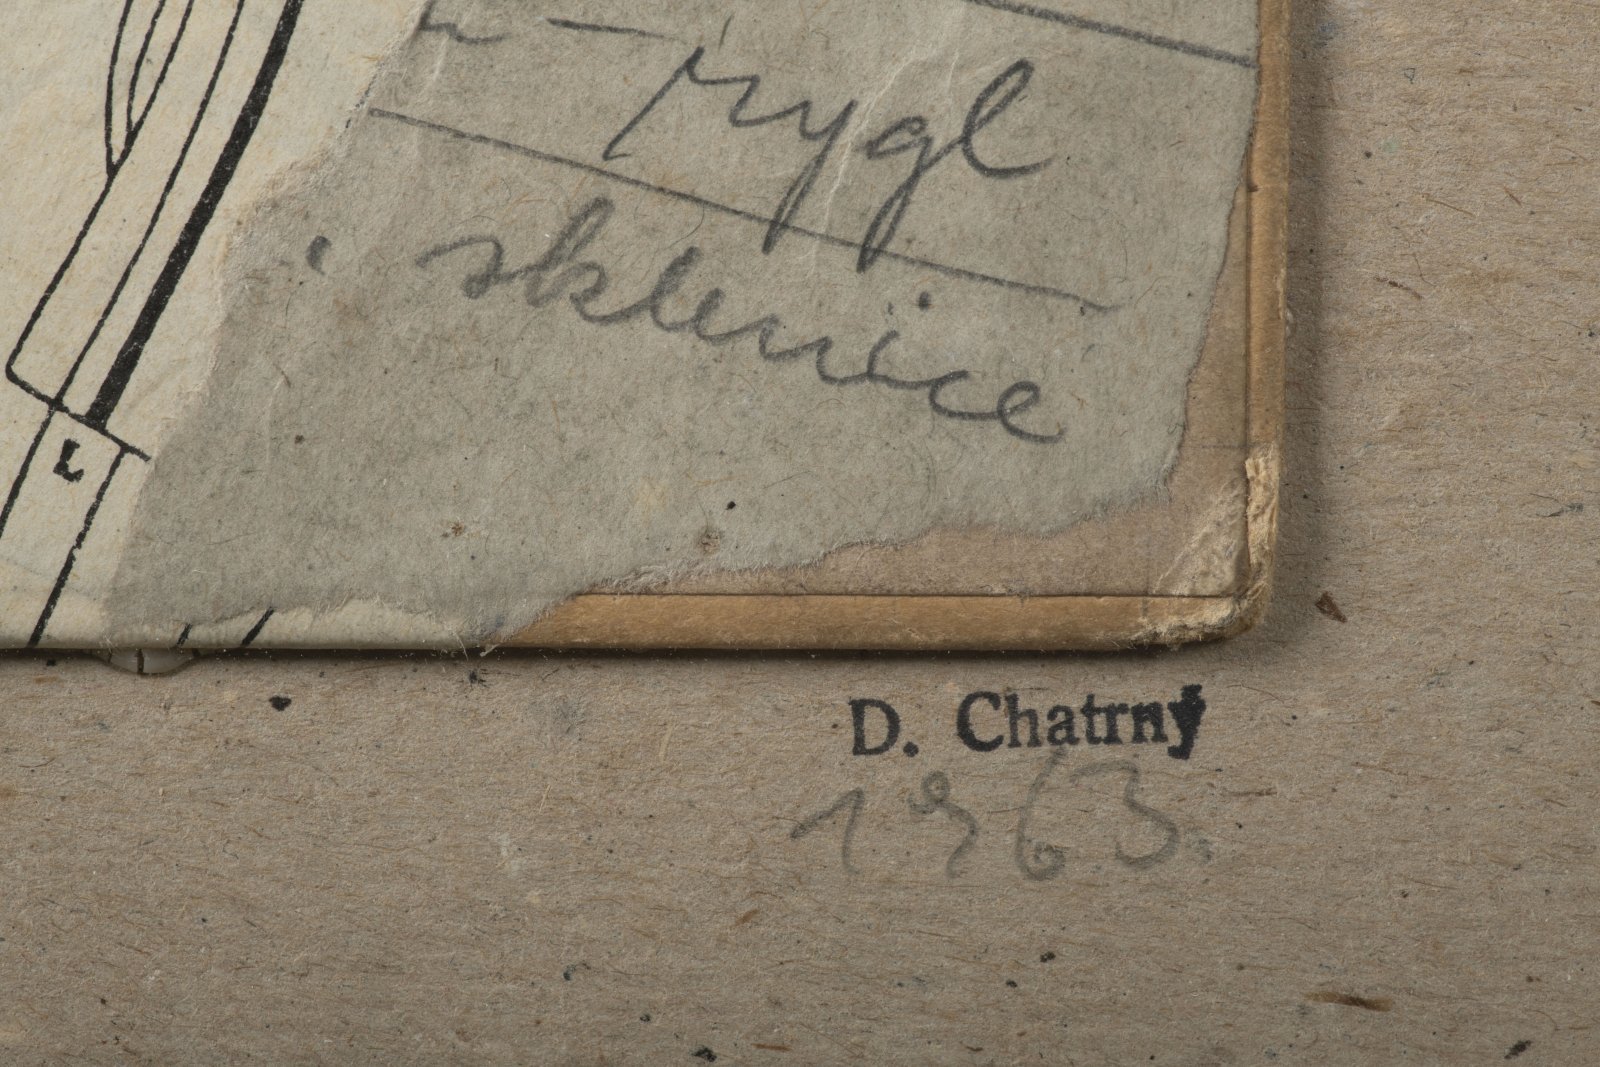 rygl
sklenice
L
D. Chatrný
1963